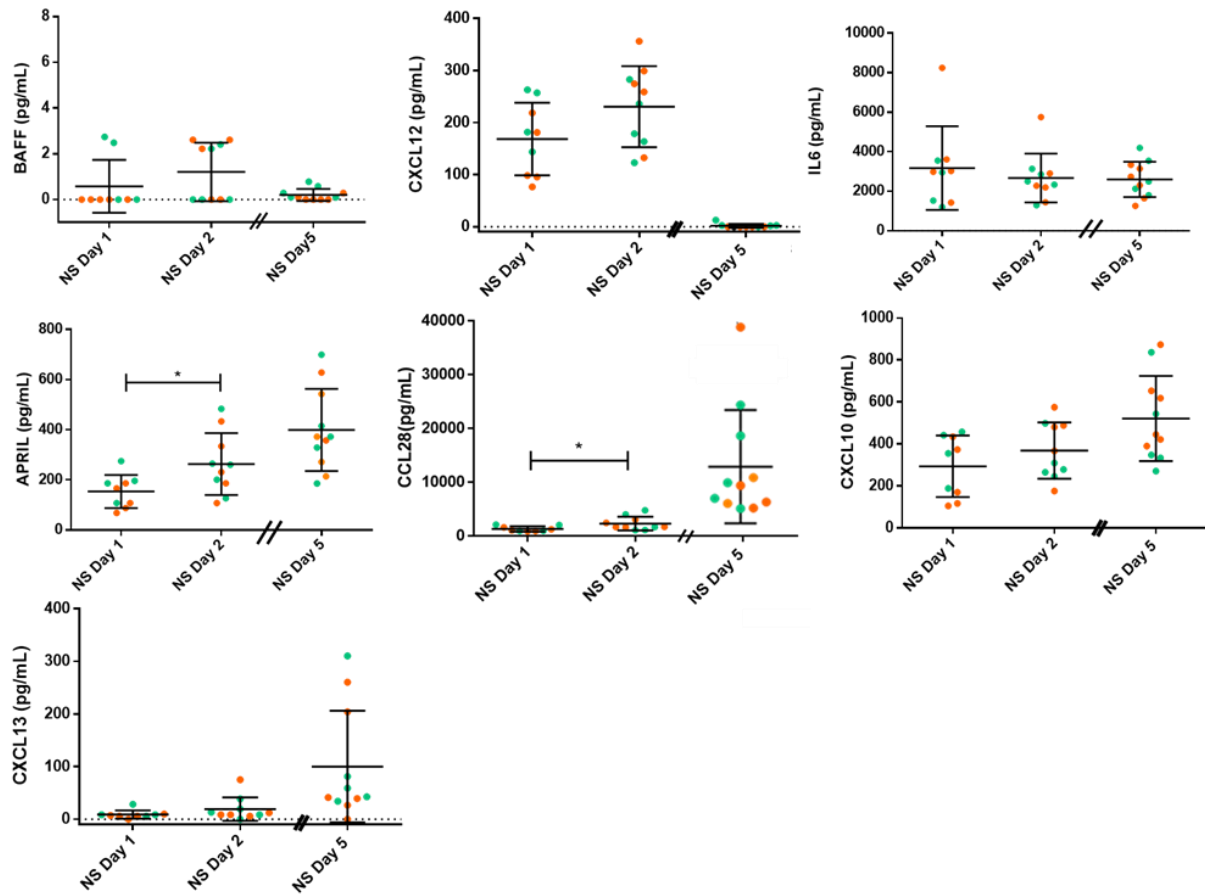 BAFF (pg/mL)
8
6
4
2
0
NS Day 1
NS Day 2
NS Day5
CXCL12 (pg/mL)
400
300
200
100
0
NS Day 1
NS Day 2
NS Day 5
IL6 (pg/mL)
10000
8000
6000
4000
2000
0
NS Day 1
NS Day 2
NS Day 5
APRIL (pg/mL)
800
600
400
200
0
*
NS Day 1
NS Day 2
NS Day 5
CCL28(pg/mL)
40000
30000
20000
10000
0
*
NS Day 1
NS Day 2
NS Day 5
CXCL10 (pg/mL)
1000
800
600
400
200
0
NS Day 1
NS Day 2
NS Day 5
CXCL13 (pg/mL)
400
300
200
100
0
NS Day 1
NS Day 2
NS Day 5